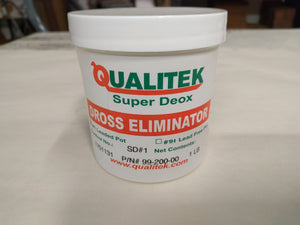 QUALITEK
Super Deox
DROSS ELIMINATOR
Leaded Pot
Lead Free
SD#1 Net Contents:
1 LB
P/N# 99-200-00
www.qualitek.com